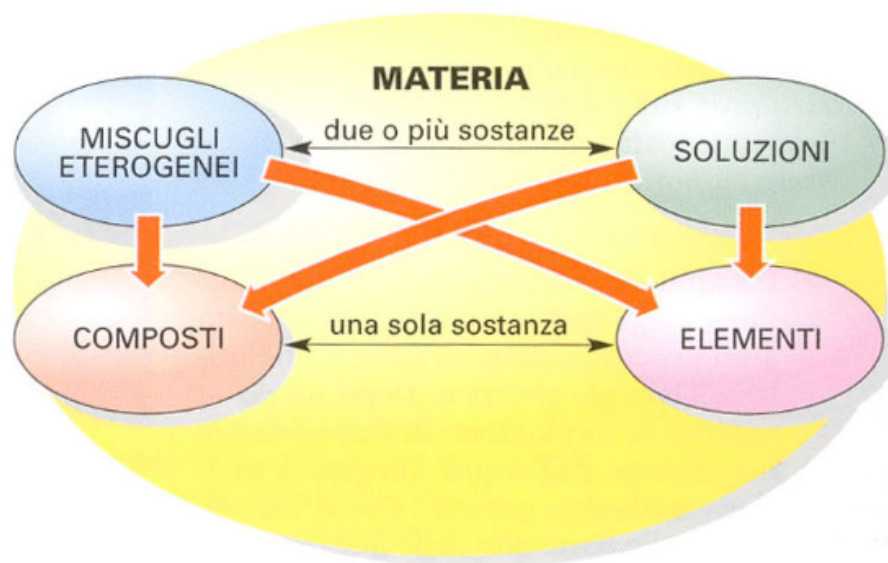 MATERIA
MISCUGLI
ETEROGENEI
due o più sostanze
SOLUZIONI
COMPOSTI
una sola sostanza
ELEMENTI